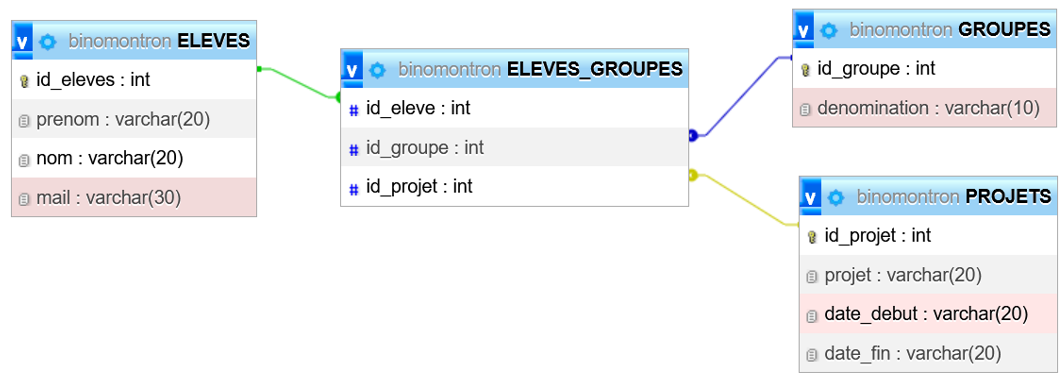 v binomontron ELEVES
id_eleves : int
prenom : varchar(20)
nom : varchar(20)
mail : varchar(30)
v binomontron ELEVES_GROUPES
# id_eleve : int
# id_groupe : int
# id_projet : int
v binomontron GROUPES
id_groupe : int
denomination : varchar(10)
v binomontron PROJETS
id_projet : int
projet : varchar(20)
date_debut : varchar(20)
date_fin : varchar(20)